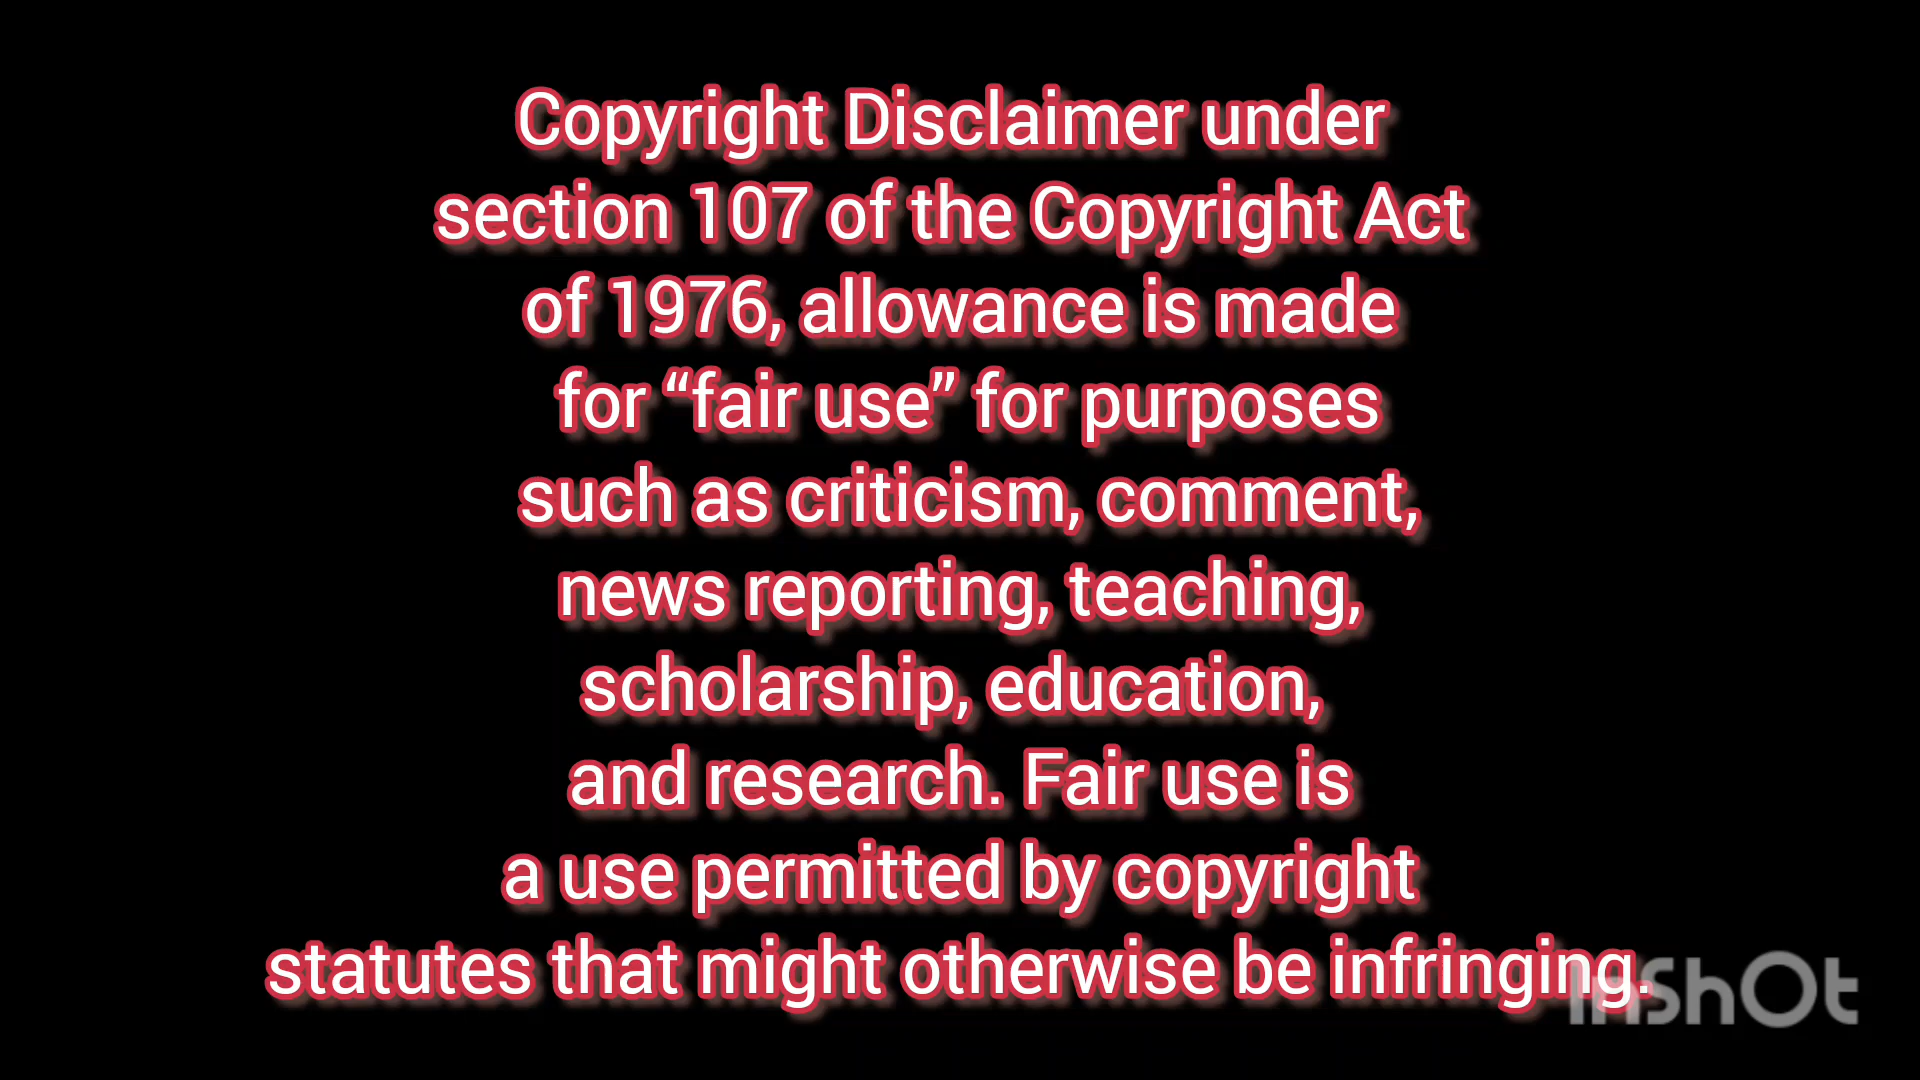 Copyright Disclaimer under
section 107 of the Copyright Act
of 1976, allowance is made
for “fair use” for purposes
such as criticism, comment,
news reporting, teaching,
scholarship, education,
and research. Fair use is
a use permitted by copyright
statutes that might otherwise be infringing.
InShOt